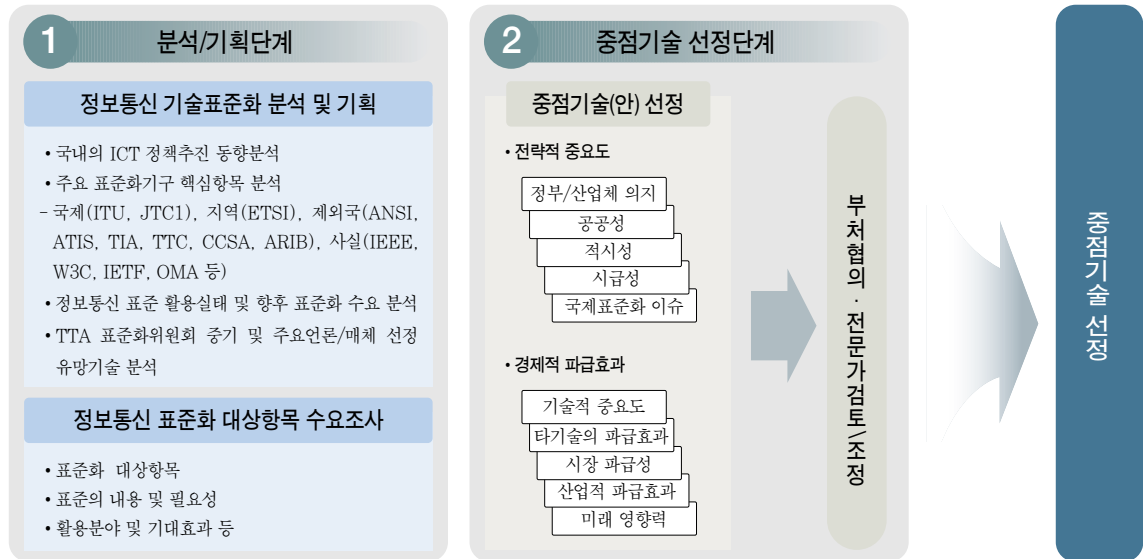 1 분석/기획단계
정보통신 기술표준화 분석 및 기획
• 국내의 ICT 정책추진 동향분석
• 주요 표준화기구 핵심항목 분석
- 국제(ITU, JTC1), 지역(ETSI), 제외국(ANSI,
ATIS, TIA, TTC, CCSA, ARIB), 사실(IEEE,
W3C, IETF, OMA 등)
• 정보통신 표준 활용실태 및 향후 표준화 수요 분석
• TTA 표준화위원회 중기 및 주요언론/매체 선정
유망기술 분석
정보통신 표준화 대상항목 수요조사
• 표준화 대상항목
• 표준의 내용 및 필요성
• 활용분야 및 기대효과 등
2 중점기술 선정단계
중점기술(안) 선정
• 전략적 중요도
정부/산업체 의지
공공성
적시성
시급성
국제표준화 이슈
• 경제적 파급효과
기술적 중요도
타기술의 파급효과
시장 파급성
산업적 파급효과
미래 영향력
부처협의 · 전문가검토\조정
중점기술 선정